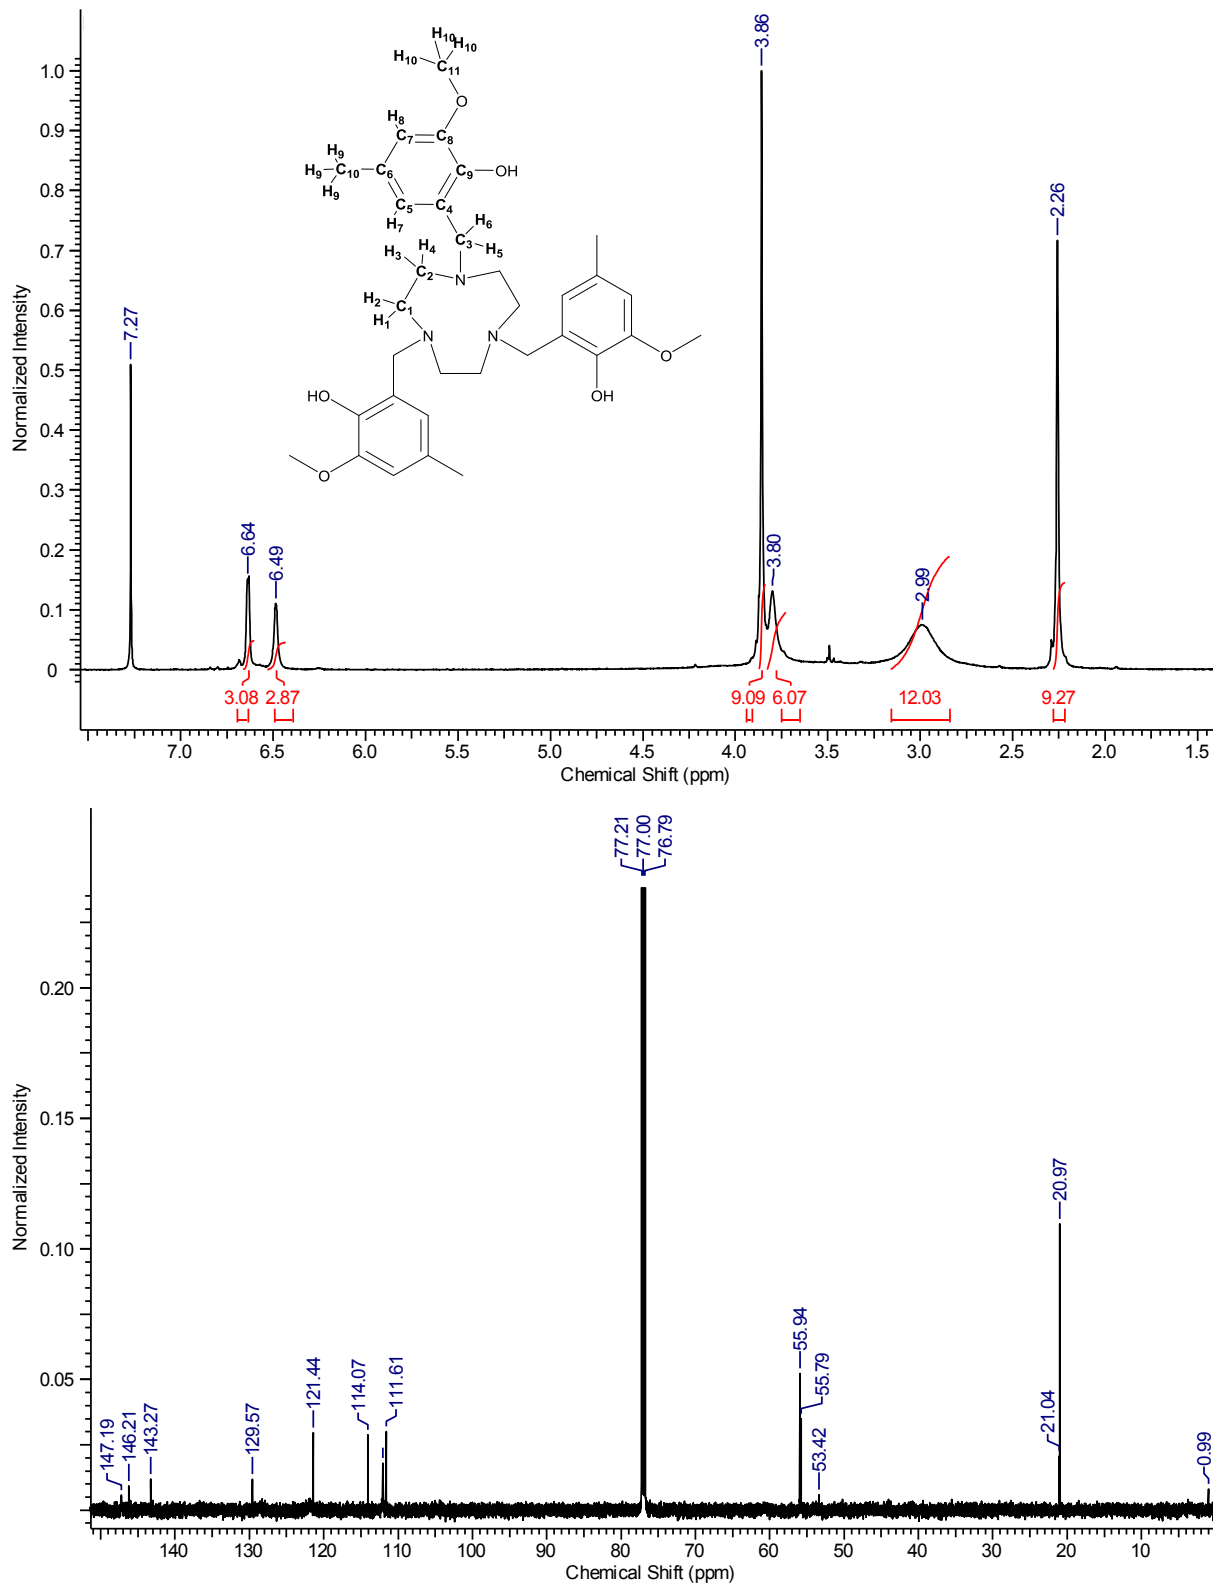 H10
H10 H10
C11
O
H8
C7 C8
H9
H9 C10 C6 C9 OH
H9
C5 C4
H7
H6
C3 H5
H3 H4
C2 N
H2 C1
H1
N N
O
HO
OH
O
7.27
6.64
6.49
3.86
3.80
2.99
2.26
1.0
0.9
0.8
0.7
0.6
0.5
0.4
0.3
0.2
0.1
0
Normalized Intensity
3.08 2.87 9.09 6.07 12.03 9.27
7.0 6.5 6.0 5.5 5.0 4.5 4.0 3.5 3.0 2.5 2.0 1.5
Chemical Shift (ppm)
147.19
146.21
143.27
129.57
121.44
114.07
111.61
77.21
77.00
76.79
55.94
55.79
53.42
21.04
20.97
0.99
0.20
0.15
0.10
0.05
Normalized Intensity
140 130 120 110 100 90 80 70 60 50 40 30 20 10
Chemical Shift (ppm)